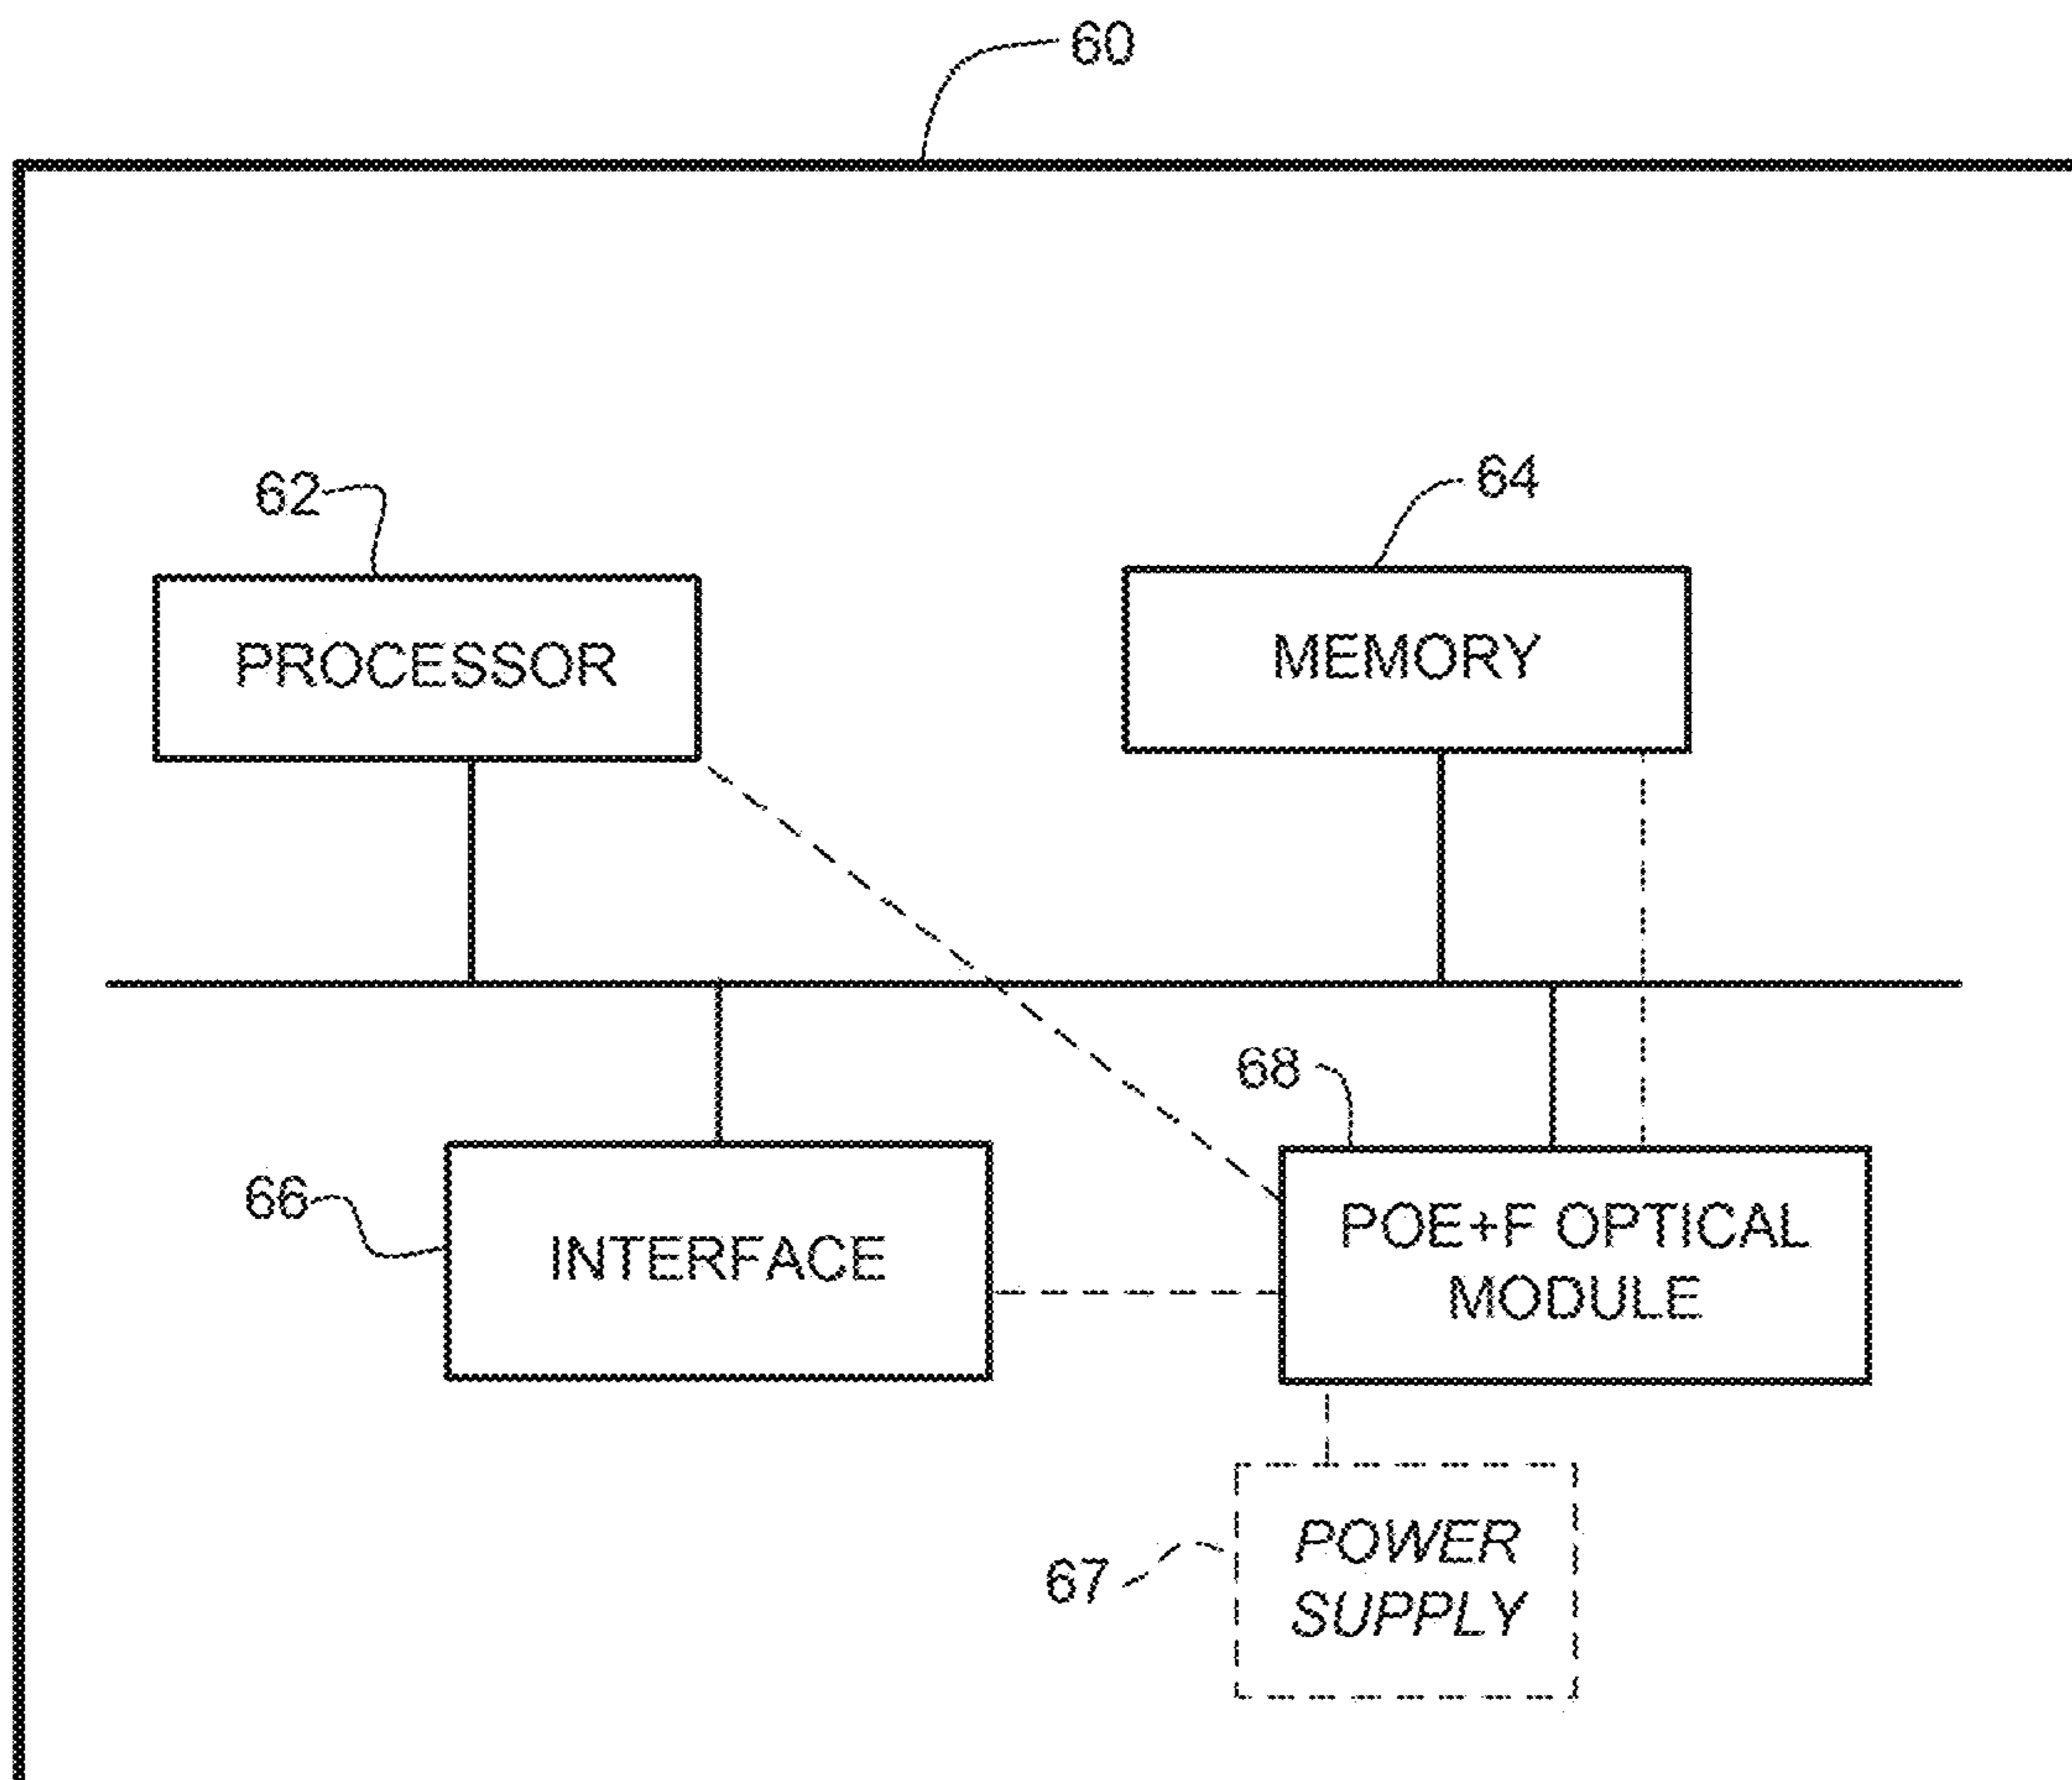 60
62
64
PROCESSOR
MEMORY
68
66
INTERFACE
POE+F OPTICAL
MODULE
67
POWER
SUPPLY